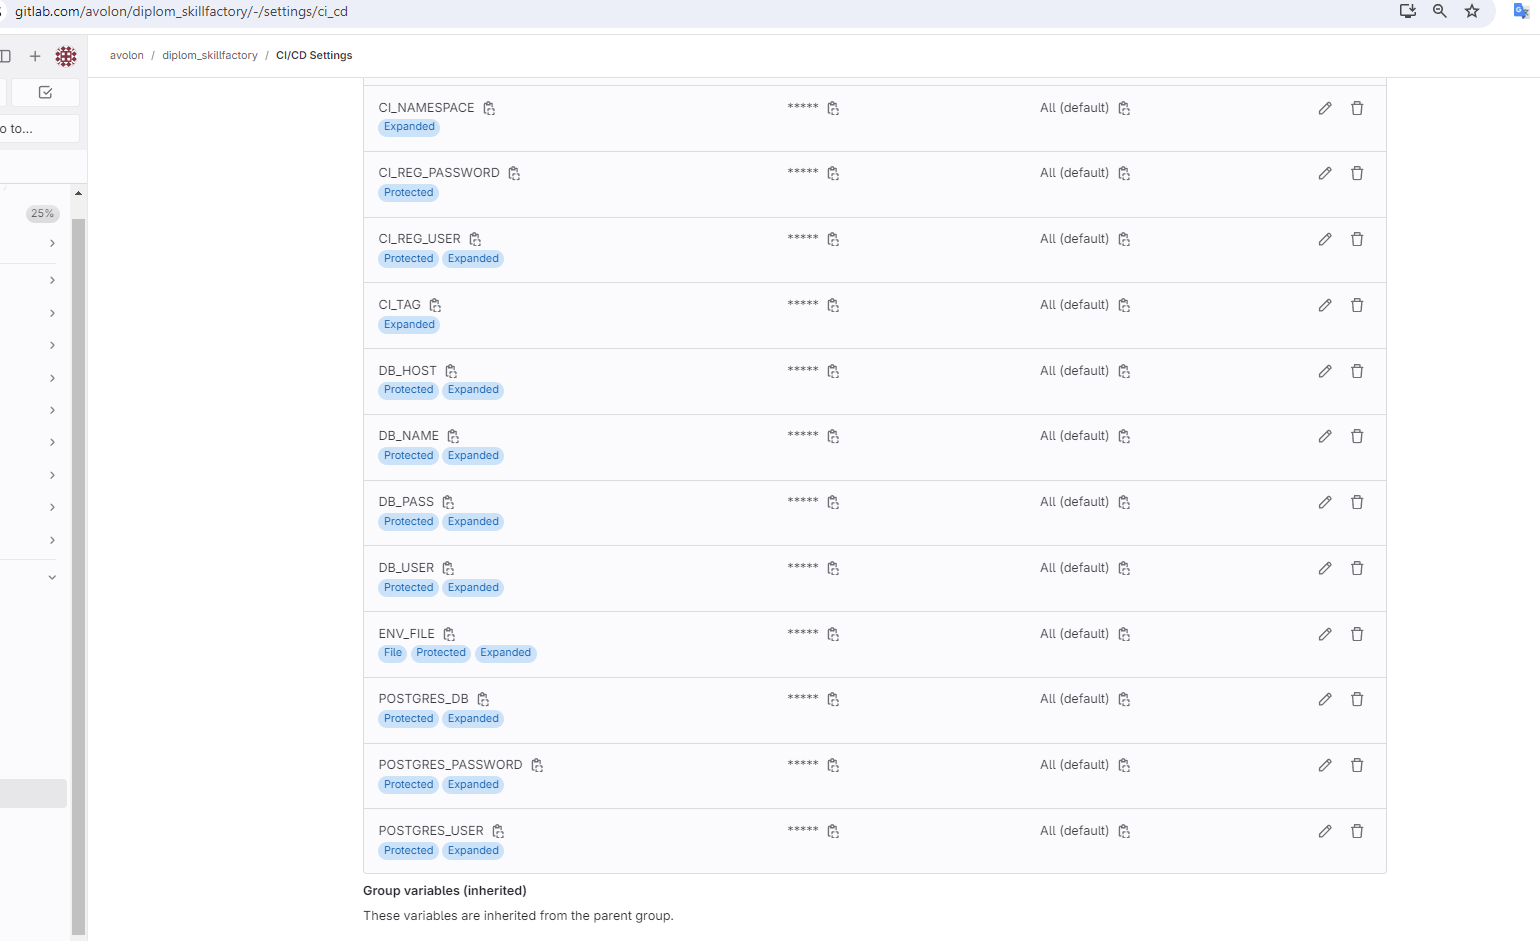 gitlab.com/avolon/diplom_skillfactory/-/settings/ci_cd
avolon / diplom_skillfactory / CI/CD Settings
o to...
25%
CI_NAMESPACE ***** All (default)
Expanded
CI_REG_PASSWORD ***** All (default)
Protected
CI_REG_USER ***** All (default)
Protected Expanded
CI_TAG ***** All (default)
Expanded
DB_HOST ***** All (default)
Protected Expanded
DB_NAME ***** All (default)
Protected Expanded
DB_PASS ***** All (default)
Protected Expanded
DB_USER ***** All (default)
Protected Expanded
ENV_FILE ***** All (default)
File Protected Expanded
POSTGRES_DB ***** All (default)
Protected Expanded
POSTGRES_PASSWORD ***** All (default)
Protected Expanded
POSTGRES_USER ***** All (default)
Protected Expanded
Group variables (inherited)
These variables are inherited from the parent group.